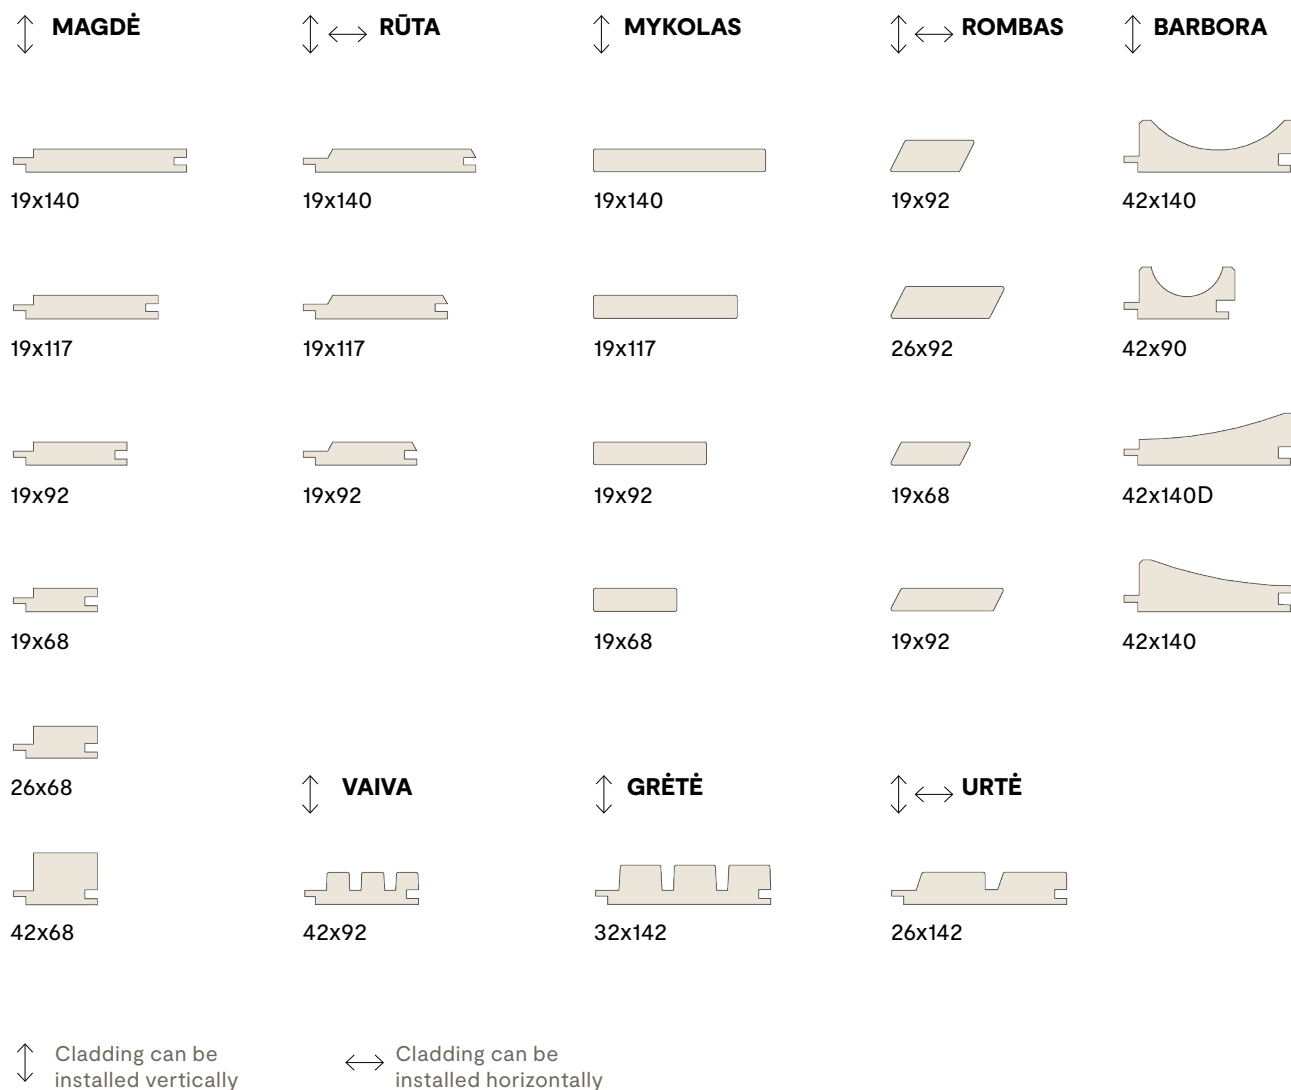 MAGDĖ
RŪTA
MYKOLAS
ROMBAS
BARBORA
19x140
19x140
19x140
19x92
42x140
19x117
19x117
19x117
26x92
42x90
19x92
19x92
19x92
19x68
42x140D
19x68
19x68
19x92
42x140
26x68
VAIVA
GRĖTĖ
URTĖ
42x68
42x92
32x142
26x142
Cladding can be
installed vertically
Cladding can be
installed horizontally